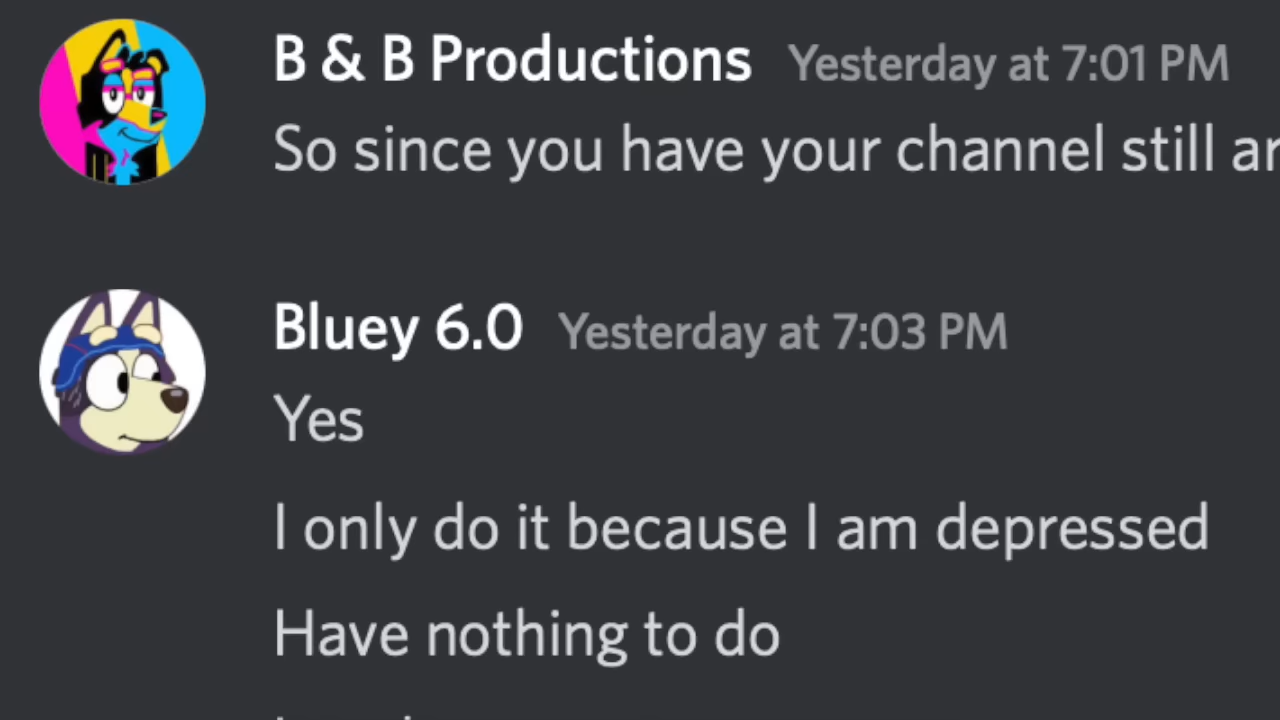 B & B Productions Yesterday at 7:01 PM
So since you have your channel still
Bluey 6.0 Yesterday at 7:03 PM
Yes
I only do it because I am depressed
Have nothing to do